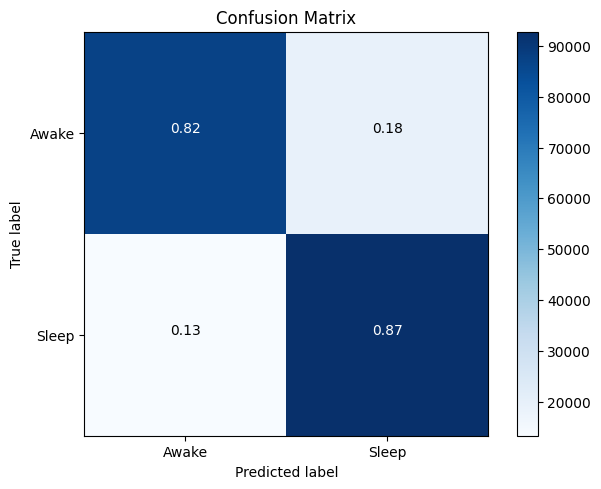 Confusion Matrix
True label
Awake
Sleep
0.82
0.18
0.13
0.87
Awake
Sleep
Predicted label
90000
80000
70000
60000
50000
40000
30000
20000